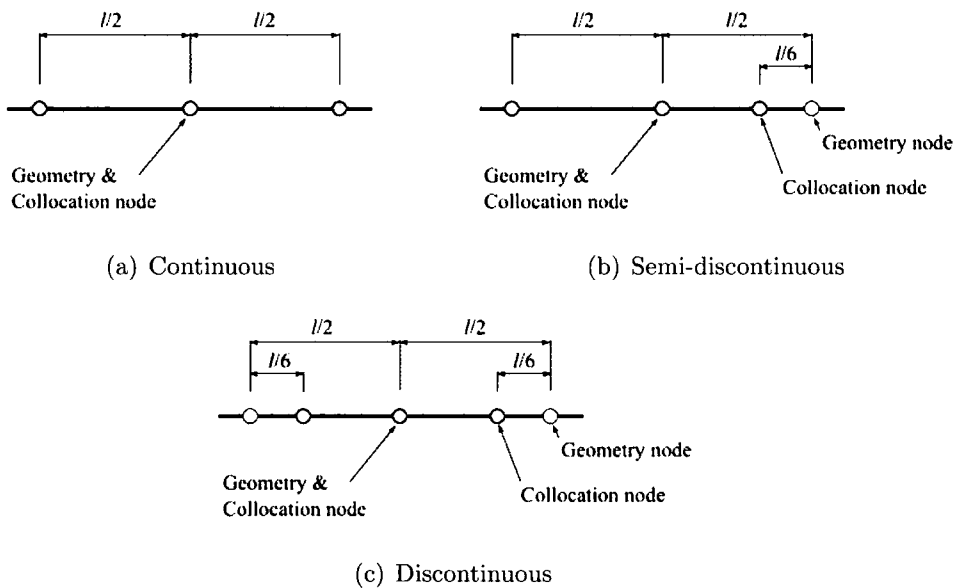 l/2
l/2
Geometry &
Collocation node
(a) Continuous
l/2
l/2
l/6
Geometry node
Geometry &
Collocation node
Collocation node
(b) Semi-discontinuous
l/2
l/2
l/6
l/6
Geometry node
Geometry &
Collocation node
Collocation node
(c) Discontinuous